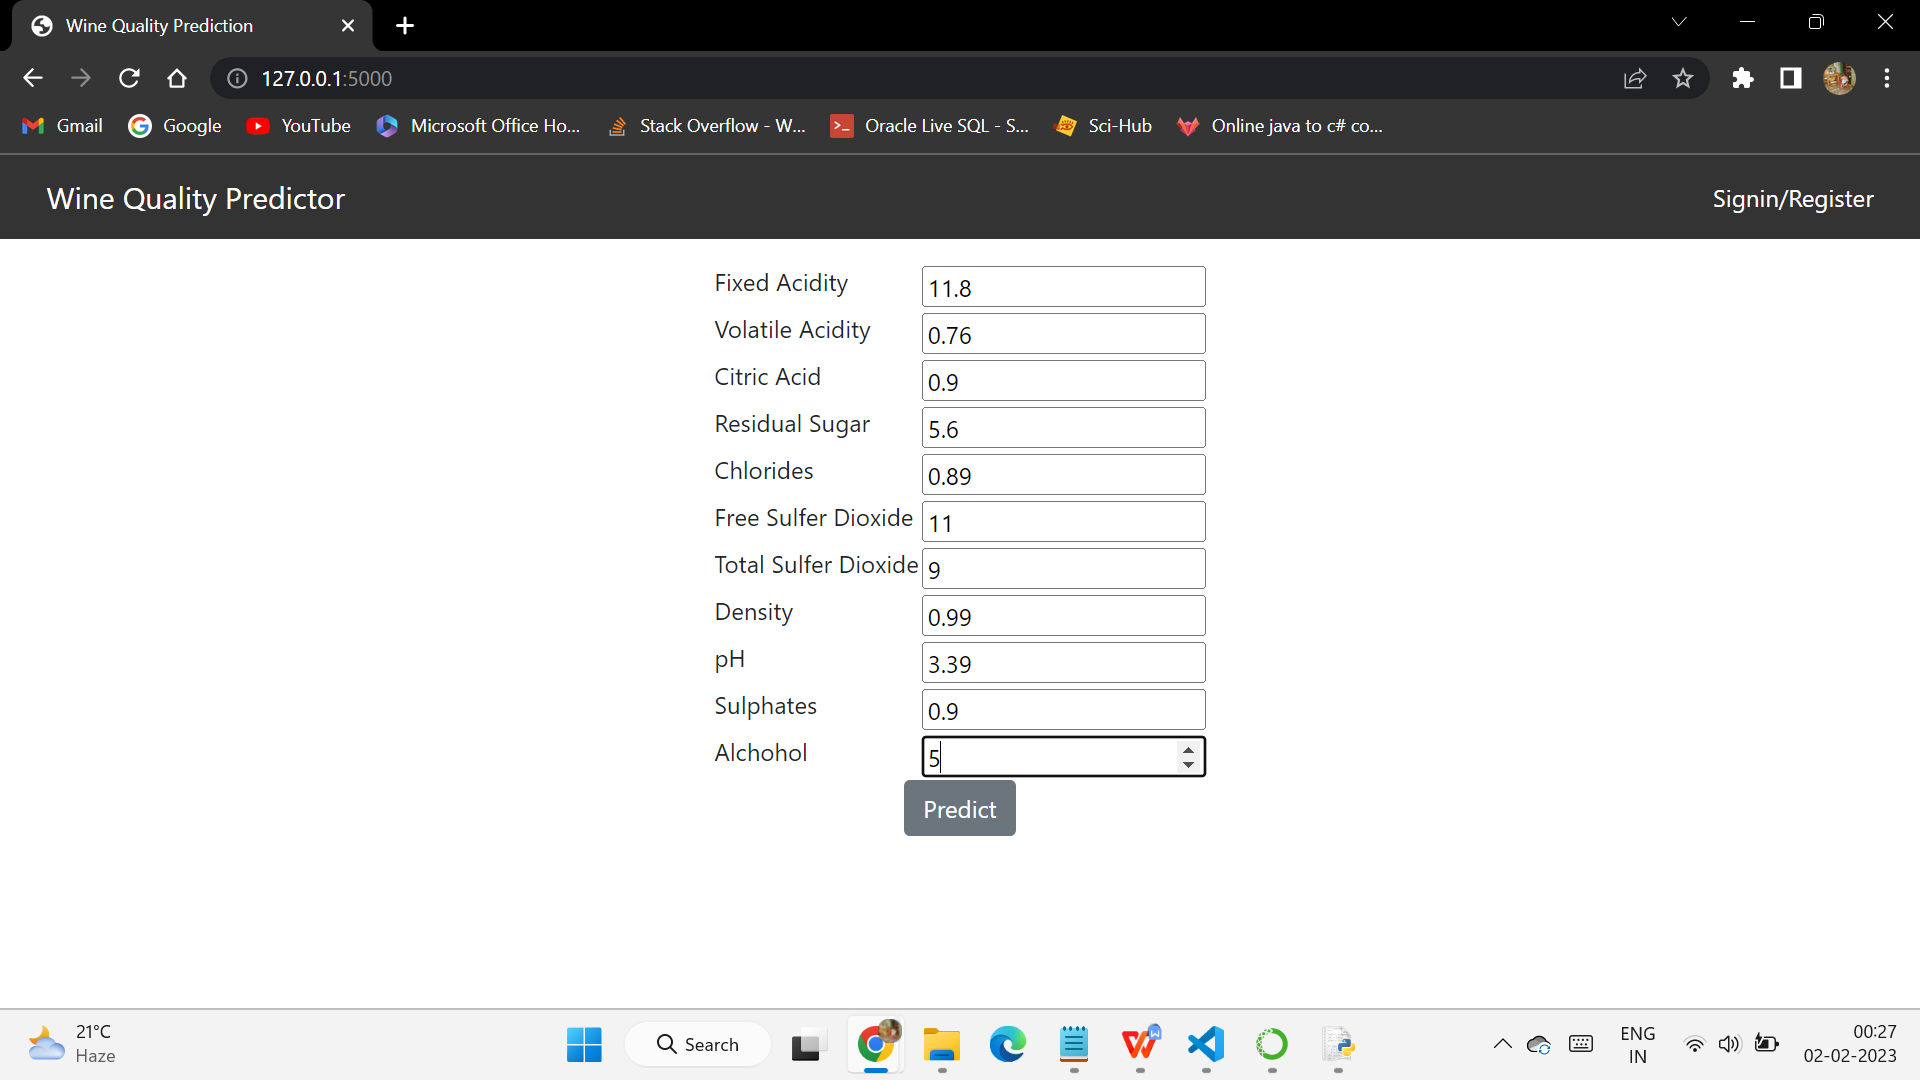 Wine Quality Prediction
127.0.0.1:5000
Gmail Google YouTube Microsoft Office Ho... Stack Overflow - W... Oracle Live SQL - S... Sci-Hub Online java to c# co...
Wine Quality Predictor Signin/Register
Fixed Acidity 11.8
Volatile Acidity 0.76
Citric Acid 0.9
Residual Sugar 5.6
Chlorides 0.89
Free Sulfer Dioxide 11
Total Sulfer Dioxide 9
Density 0.99
pH 3.39
Sulphates 0.9
Alchohol 5
Predict
21°C
Haze
Search
ENG
IN
00:27
02-02-2023